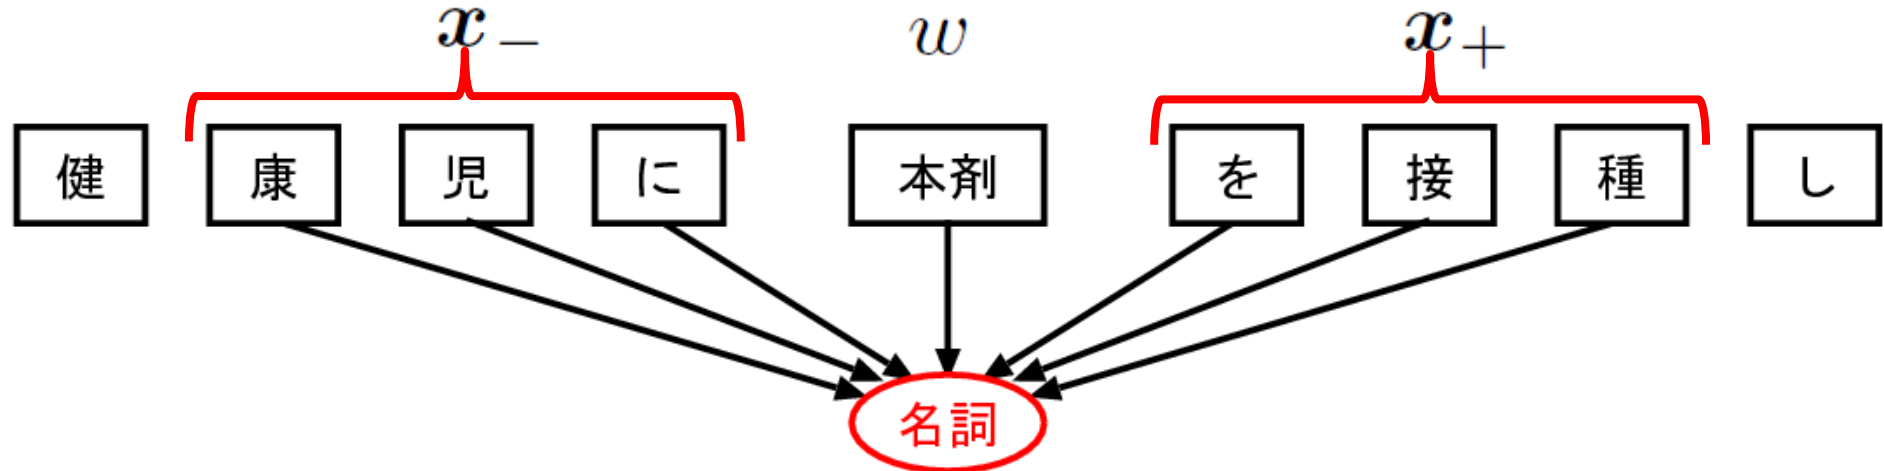 x₋ w x₊
健 康 児 に 本剤 を 接 種 し
名詞